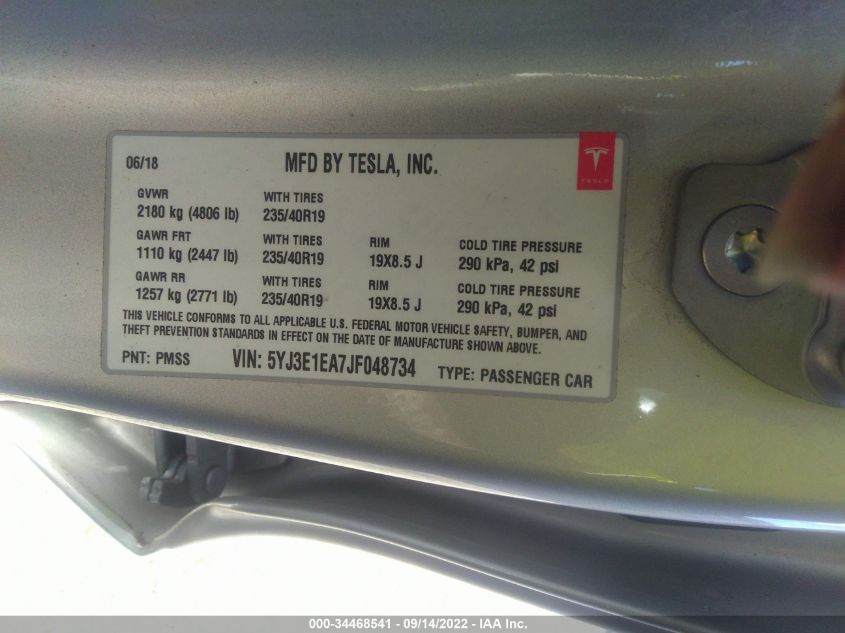 06/18 MFD BY TESLA, INC.
TESLA
GVWR WITH TIRES
2180 kg (4806 lb) 235/40R19
GAWR FRT WITH TIRES RIM COLD TIRE PRESSURE
1110 kg (2447 lb) 235/40R19 19X8.5 J 290 kPa, 42 psi
GAWR RR WITH TIRES RIM COLD TIRE PRESSURE
1257 kg (2771 lb) 235/40R19 19X8.5 J 290 kPa, 42 psi
THIS VEHICLE CONFORMS TO ALL APPLICABLE U.S. FEDERAL MOTOR VEHICLE SAFETY, BUMPER, AND
THEFT PREVENTION STANDARDS IN EFFECT ON THE DATE OF MANUFACTURE SHOWN ABOVE.
PNT: PMSS VIN: 5YJ3E1EA7JF048734 TYPE: PASSENGER CAR
000-34468541 - 09/14/2022 - IAA Inc.